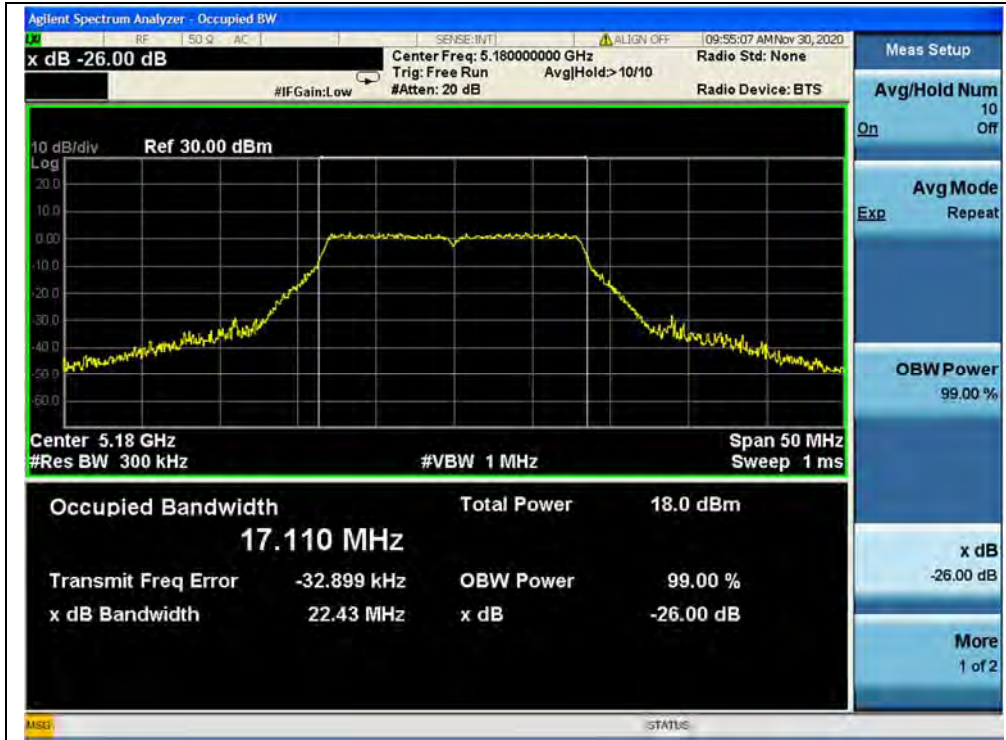 Agilent Spectrum Analyzer - Occupied BW
LXI RF 50 Ω AC SENSE:INT ALIGN OFF 09:55:07 AM Nov 30, 2020
x dB -26.00 dB Center Freq: 5.180000000 GHz Radio Std: None
Trig: Free Run Avg|Hold:> 10/10
#IFGain:Low #Atten: 20 dB Radio Device: BTS
10 dB/div Ref 30.00 dBm
Log
20.0
10.0
0.00
-10.0
-20.0
-30.0
-40.0
-50.0
-60.0
Center 5.18 GHz Span 50 MHz
#Res BW 300 kHz #VBW 1 MHz Sweep 1 ms
Occupied Bandwidth Total Power 18.0 dBm
17.110 MHz
Transmit Freq Error -32.899 kHz OBW Power 99.00 %
x dB Bandwidth 22.43 MHz x dB -26.00 dB
MSG STATUS
Meas Setup
Avg/Hold Num
10
On Off
Avg Mode
Exp Repeat
OBW Power
99.00 %
x dB
-26.00 dB
More
1 of 2